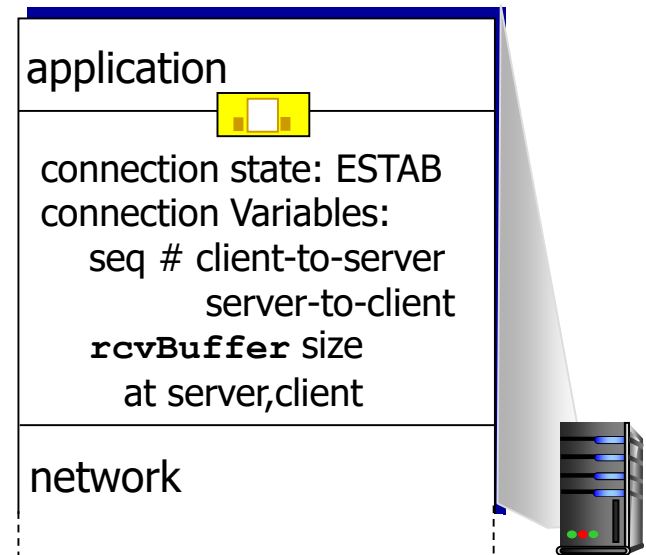 application
connection state: ESTAB
connection Variables:
seq # client-to-server
server-to-client
rcvBuffer size
at server,client
network